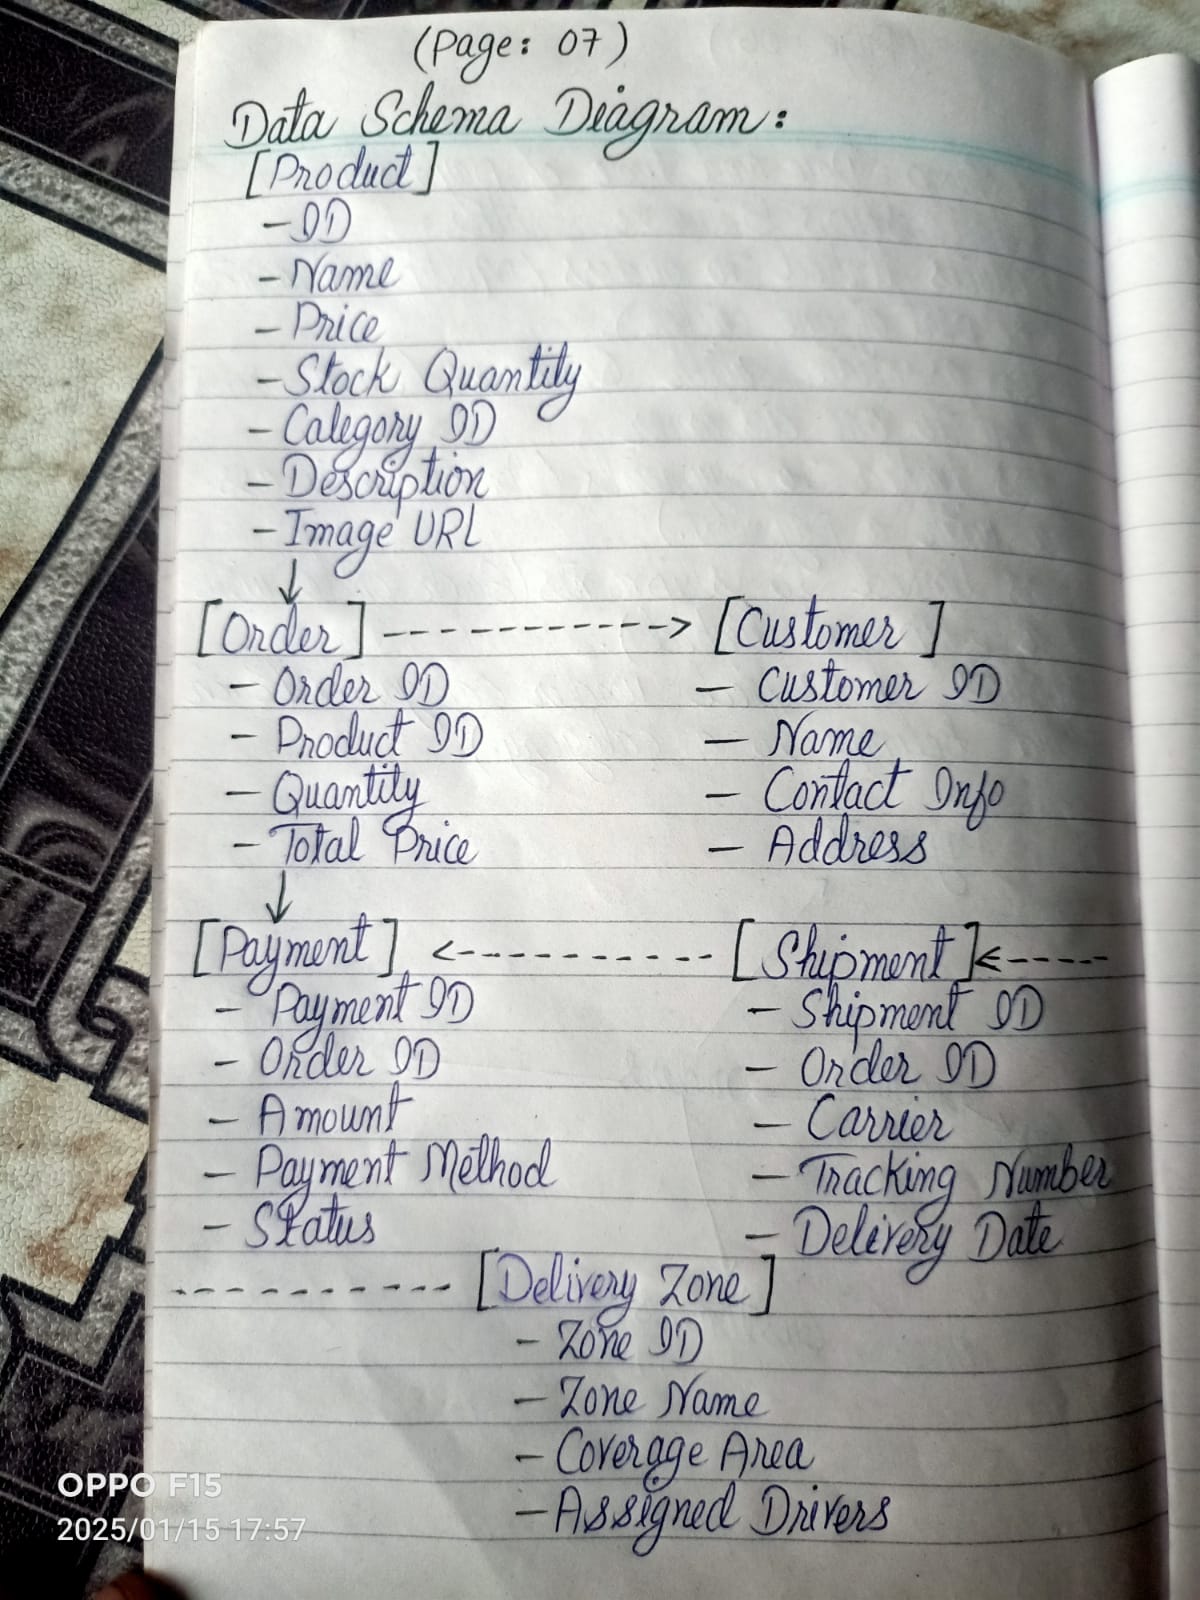 (Page: 07)
Data Schema Diagram:
[Product]
- ID
- Name
- Price
- Stock Quantity
- Category ID
- Description
- Image URL
↓
[Order] -----------> [Customer]
- Order ID — Customer ID
- Product ID — Name
- Quantity — Contact Info
- Total Price — Address
↓
[Payment] <---------- [Shipment] <-----
- Payment ID - Shipment ID
- Order ID - Order ID
- Amount - Carrier
- Payment Method - Tracking Number
- Status - Delivery Date
---------- [Delivery Zone]
- Zone ID
- Zone Name
- Coverage Area
- Assigned Drivers
OPPO F15
2025/01/15 17:57